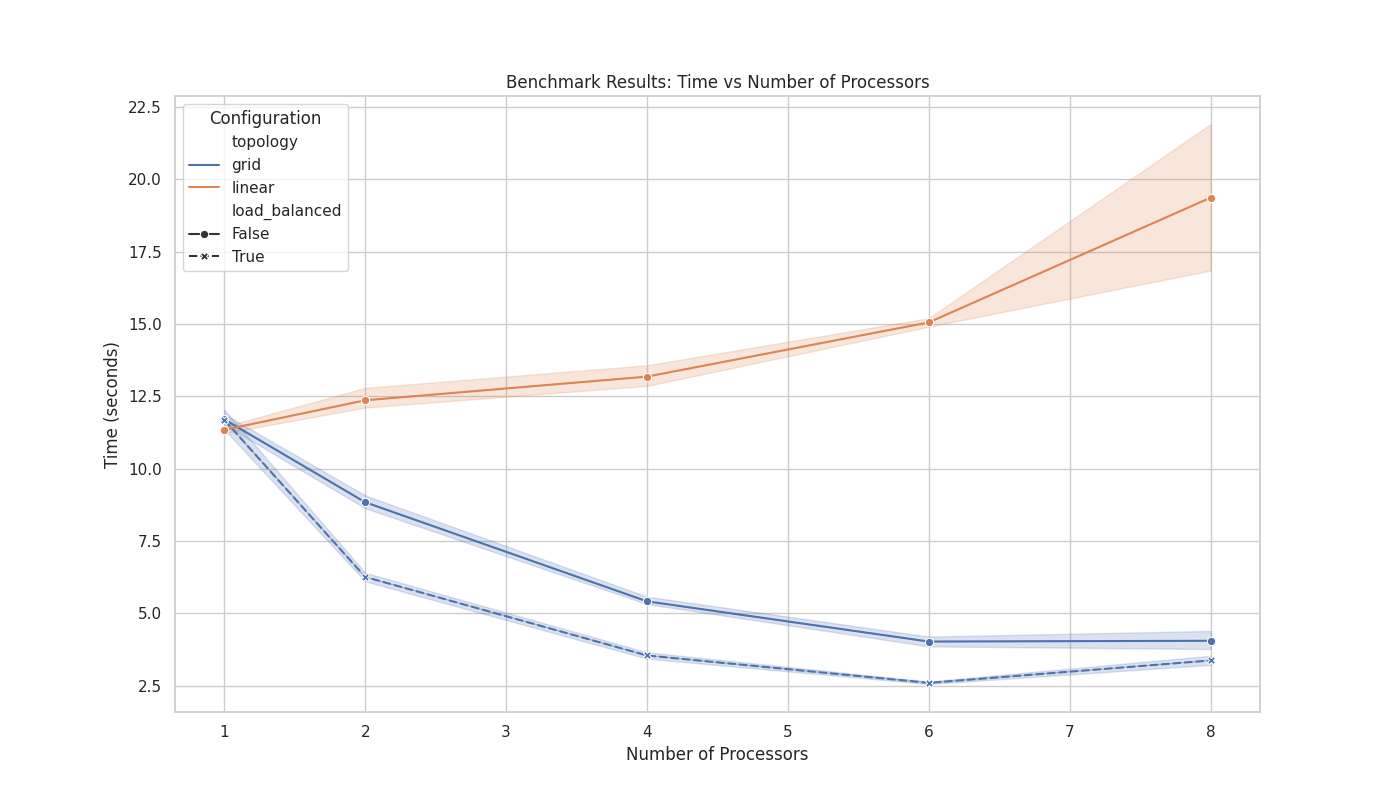 Benchmark Results: Time vs Number of Processors
Configuration
topology
grid
linear
load_balanced
False
True
22.5
20.0
17.5
15.0
12.5
10.0
7.5
5.0
2.5
Time (seconds)
1 2 3 4 5 6 7 8
Number of Processors